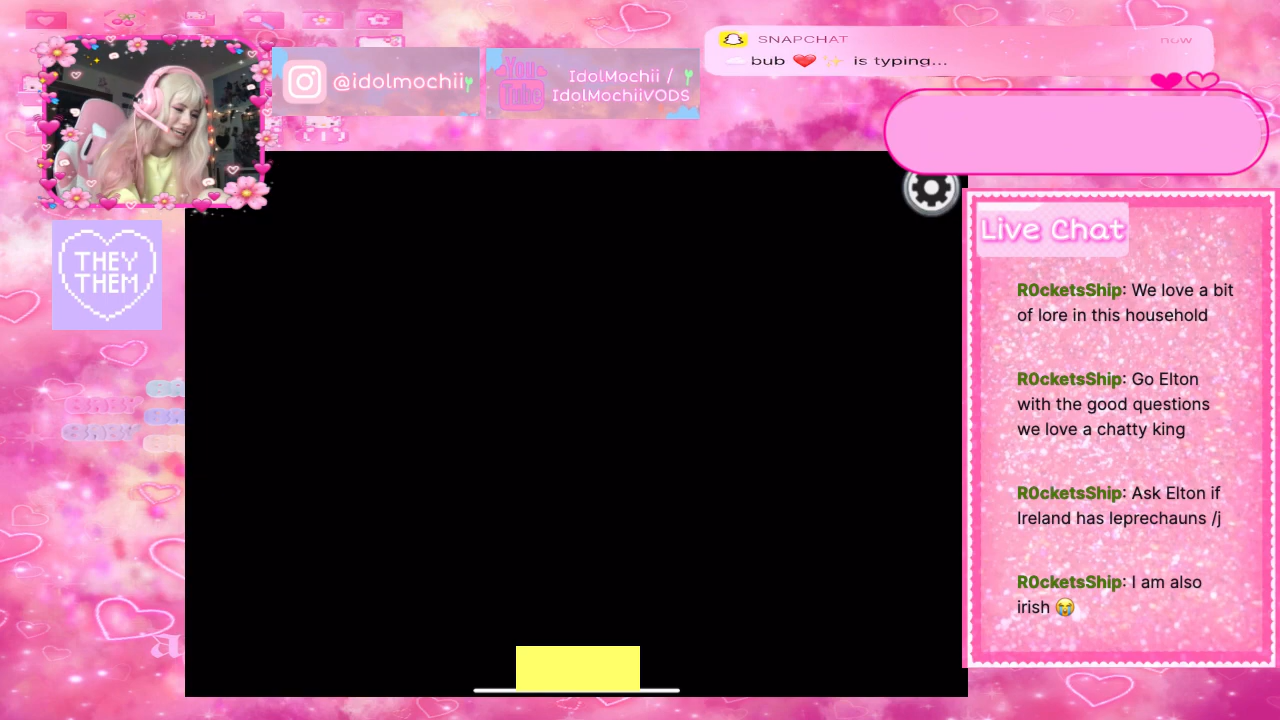 SNAPCHAT
now
bub ❤️ ✨ is typing...
@idolmochii
You
Tube
IdolMochii /
IdolMochiiVODS
THEY
THEM
Live Chat
R0cketsShip: We love a bit
of lore in this household
R0cketsShip: Go Elton
with the good questions
we love a chatty king
R0cketsShip: Ask Elton if
Ireland has leprechauns /j
R0cketsShip: I am also
irish 😭
BABY
BABY
a